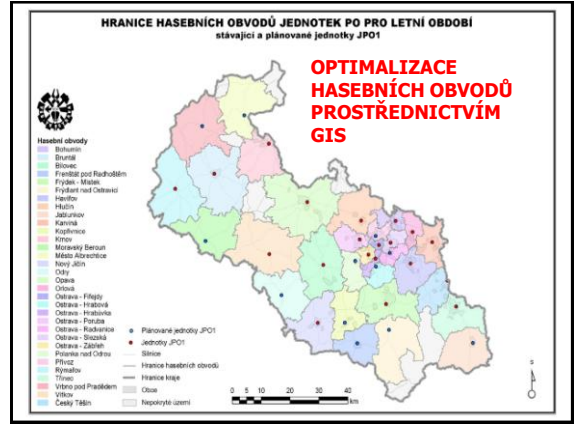 HRANICE HASEBNÍCH OBVODŮ JEDNOTEK PO PRO LETNÍ OBDOBÍ
stávající a plánované jednotky JPO1
OPTIMALIZACE
HASEBNÍCH OBVODŮ
PROSTŘEDNICTVÍM
GIS
Hasební obvody
Bohumín
Bruntál
Bílovec
Frenštát pod Radhoštěm
Frýdek - Místek
Frýdlant nad Ostravicí
Havířov
Hlučín
Jablunkov
Karviná
Kopřivnice
Krnov
Moravský Beroun
Město Albrechtice
Nový Jičín
Odry
Opava
Orlová
Ostrava - Fifejdy
Ostrava - Hrabová
Ostrava - Hrabůvka
Ostrava - Poruba
Ostrava - Radvanice
Ostrava - Slezská
Ostrava - Zábřeh
Polanka nad Odrou
Přívoz
Rýmařov
Třinec
Vrbno pod Pradědem
Vítkov
Český Těšín
Plánované jednotky JPO1
Jednotky JPO1
Silnice
Hranice hasebních obvodů
Hranice kraje
Obce
Nepokryté území
0 5 10 20 30 40
km
S